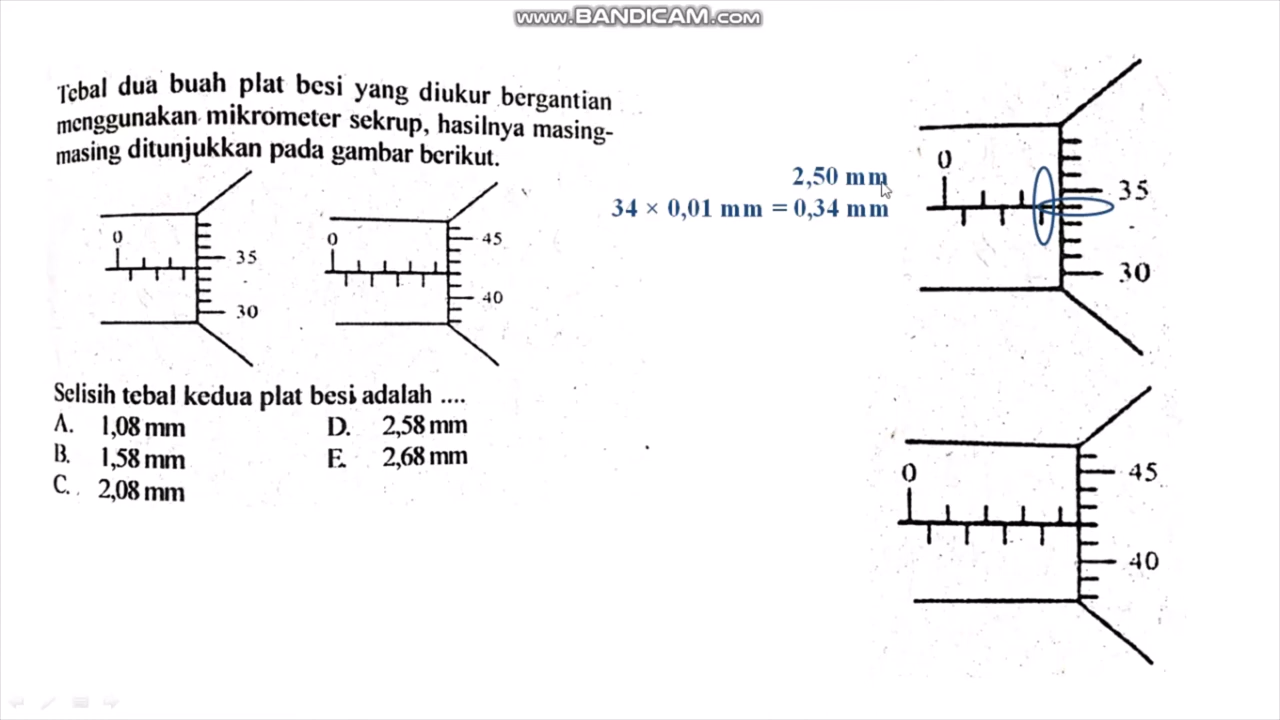 www.BANDICAM.com
Tebal dua buah plat besi yang diukur bergantian
menggunakan mikrometer sekrup, hasilnya masing-
masing ditunjukkan pada gambar berikut.
0
35
30
0
45
40
Selisih tebal kedua plat besi adalah ....
A. 1,08 mm
D. 2,58 mm
B. 1,58 mm
E. 2,68 mm
C. 2,08 mm
2,50 mm
34 × 0,01 mm = 0,34 mm
0
35
30
0
45
40